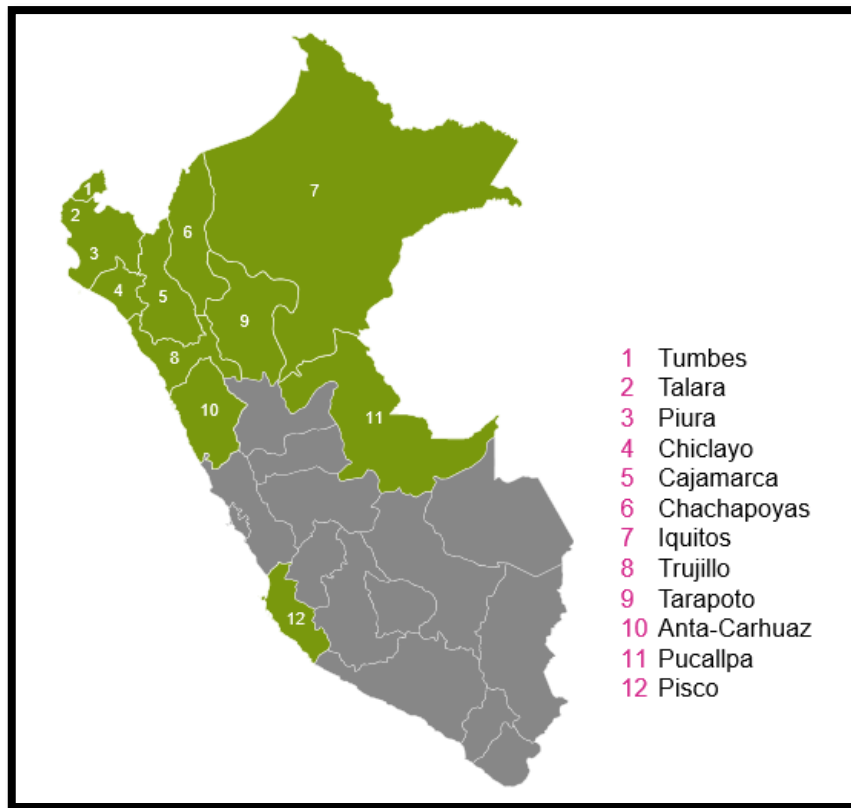 1
2
3
4
5
6
7
8
9
10
11
12
1 Tumbes
2 Talara
3 Piura
4 Chiclayo
5 Cajamarca
6 Chachapoyas
7 Iquitos
8 Trujillo
9 Tarapoto
10 Anta-Carhuaz
11 Pucallpa
12 Pisco